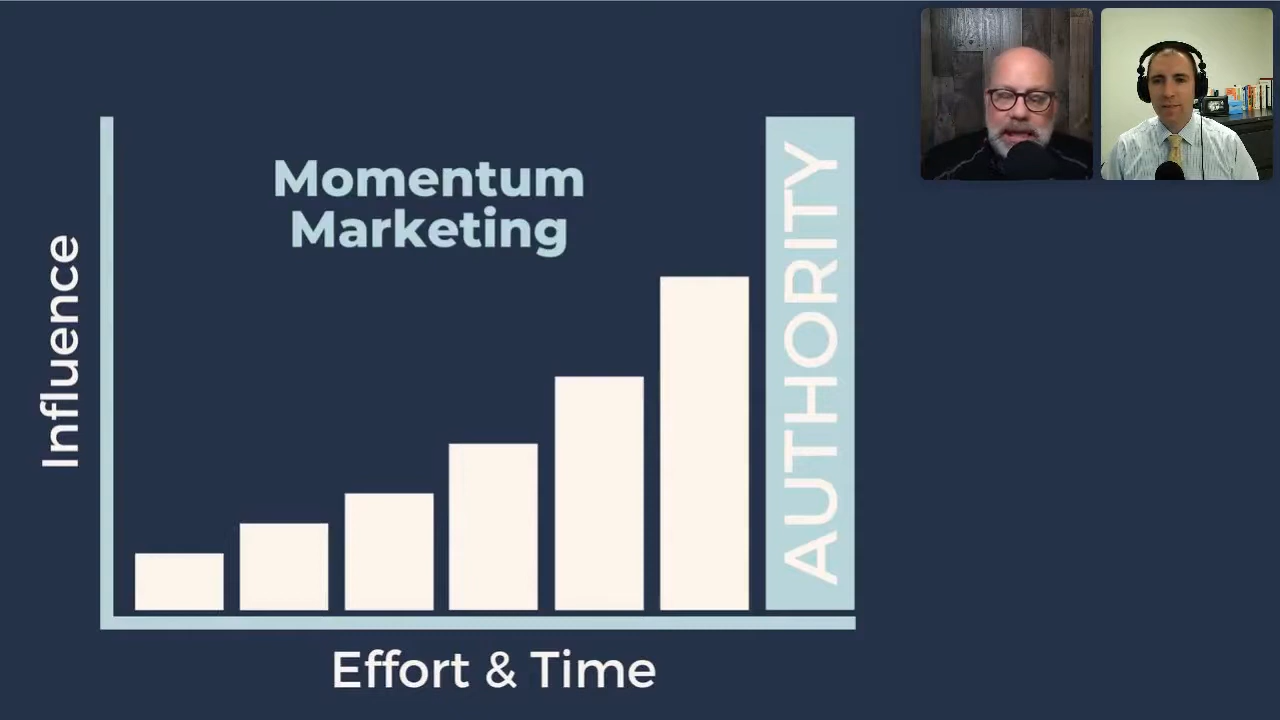 Momentum
Marketing
Influence
AUTHORITY
Effort & Time